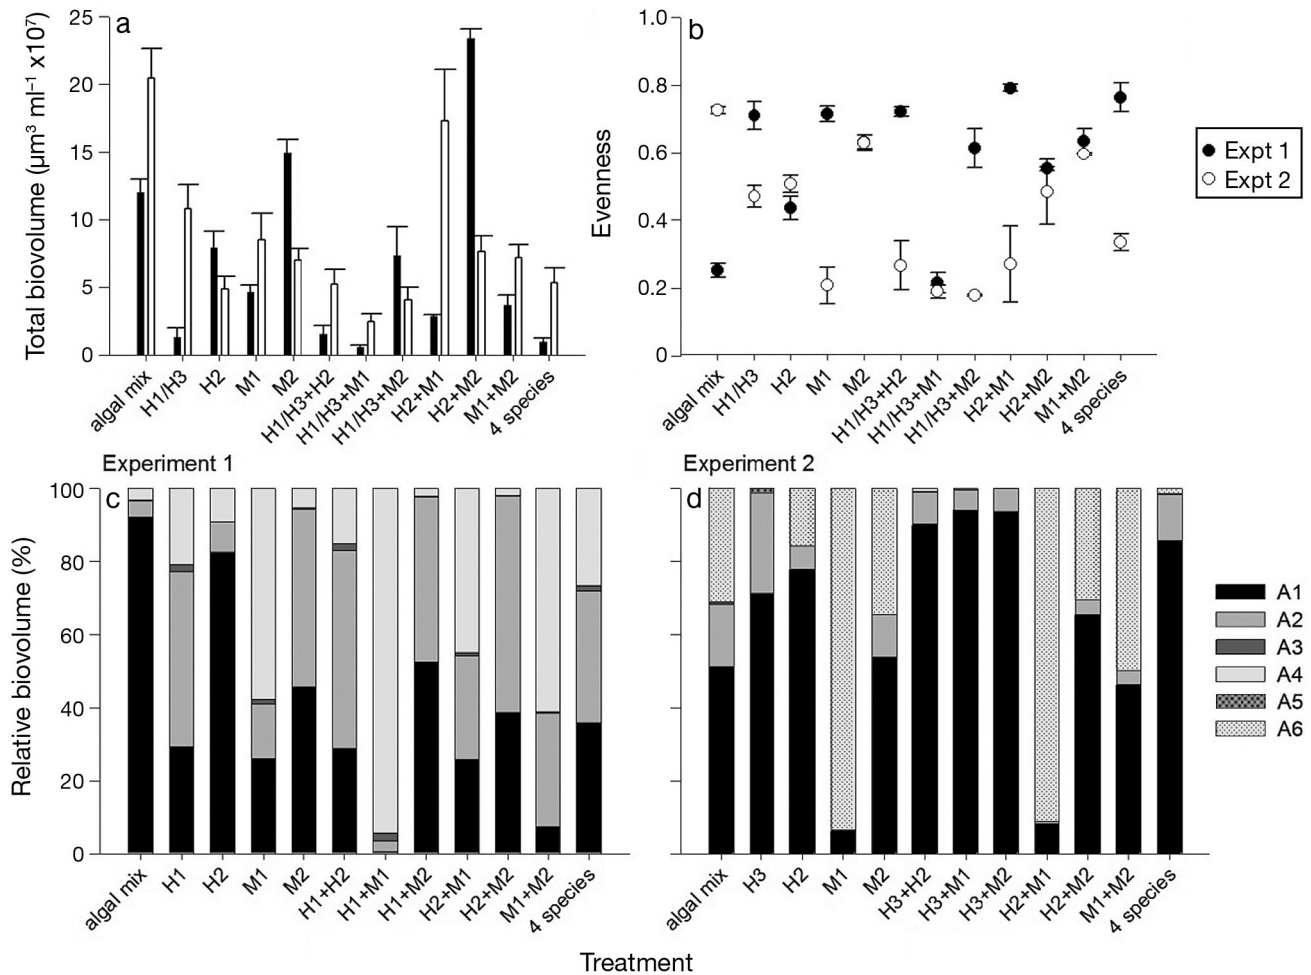 a
Total biovolume (µm³ ml⁻¹ x10⁷)
25
20
15
10
5
0
algal mix
H1/H3
H2
M1
M2
H1/H3+H2
H1/H3+M1
H1/H3+M2
H2+M1
H2+M2
M1+M2
4 species
b
Evenness
1.0
0.8
0.6
0.4
0.2
0
algal mix
H1/H3
H2
M1
M2
H1/H3+H2
H1/H3+M1
H1/H3+M2
H2+M1
H2+M2
M1+M2
4 species
Expt 1
Expt 2
Experiment 1
c
Relative biovolume (%)
100
80
60
40
20
0
algal mix
H1
H2
M1
M2
H1+H2
H1+M1
H1+M2
H2+M1
H2+M2
M1+M2
4 species
Experiment 2
d
algal mix
H3
H2
M1
M2
H3+H2
H3+M1
H3+M2
H2+M1
H2+M2
M1+M2
4 species
A1
A2
A3
A4
A5
A6
Treatment